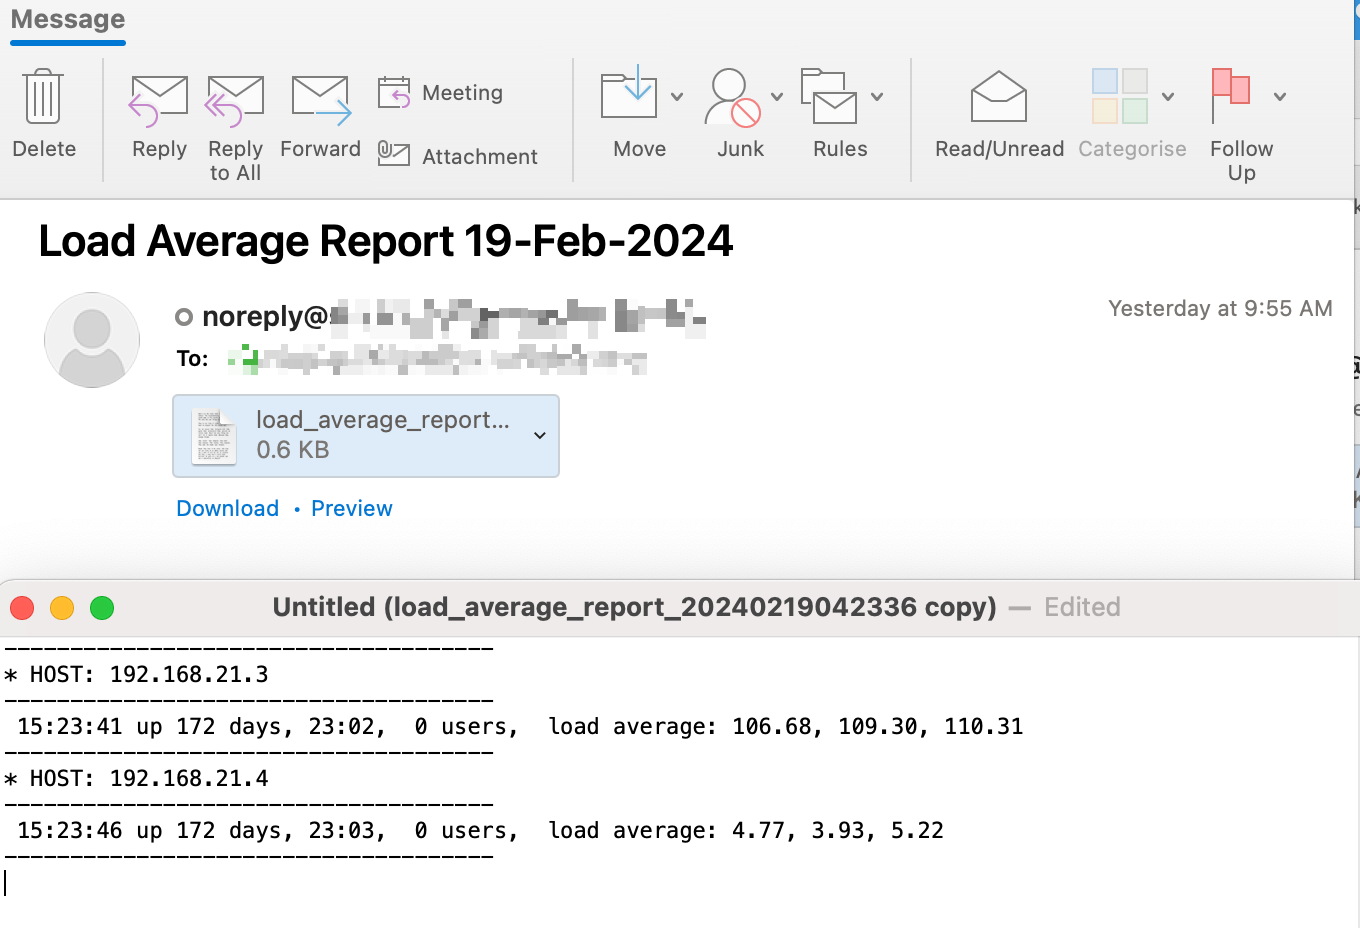 Message
Delete
Reply
Reply
to All
Forward
Meeting
Attachment
Move
Junk
Rules
Read/Unread
Categorise
Follow
Up
Load Average Report 19-Feb-2024
noreply@
Yesterday at 9:55 AM
To:
load_average_report...
0.6 KB
Download • Preview
Untitled (load_average_report_20240219042336 copy) — Edited
-------------------------------------
* HOST: 192.168.21.3
-------------------------------------
15:23:41 up 172 days, 23:02,  0 users,  load average: 106.68, 109.30, 110.31
-------------------------------------
* HOST: 192.168.21.4
-------------------------------------
15:23:46 up 172 days, 23:03,  0 users,  load average: 4.77, 3.93, 5.22
-------------------------------------